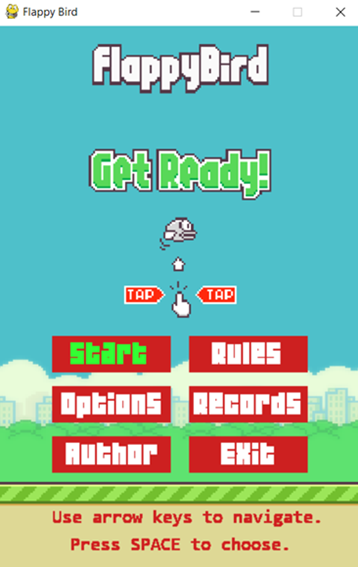 Flappy Bird
FlappyBird
Get Ready!
TAP TAP
Start Rules
Options Records
Author Exit
Use arrow keys to navigate.
Press SPACE to choose.